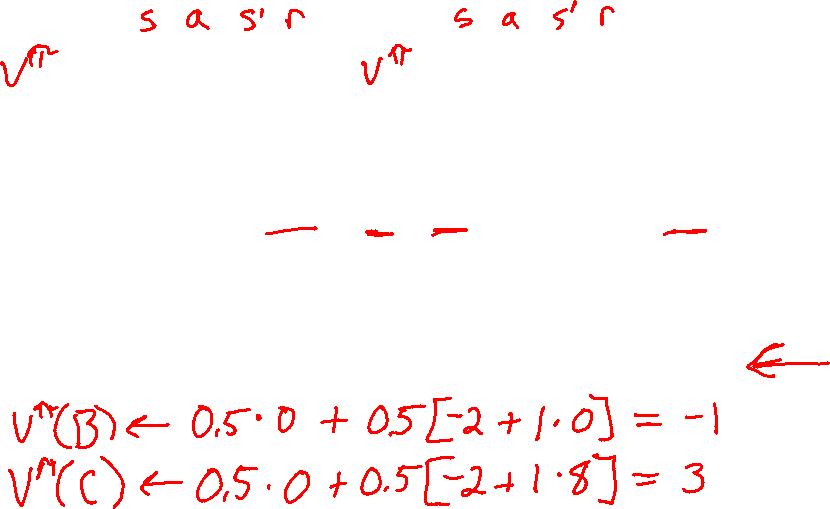 s a s' r s a s' r
V^π V^π
V^π(B) ← 0.5·0 + 0.5[-2 + 1·0] = -1
V^π(C) ← 0.5·0 + 0.5[-2 + 1·8] = 3